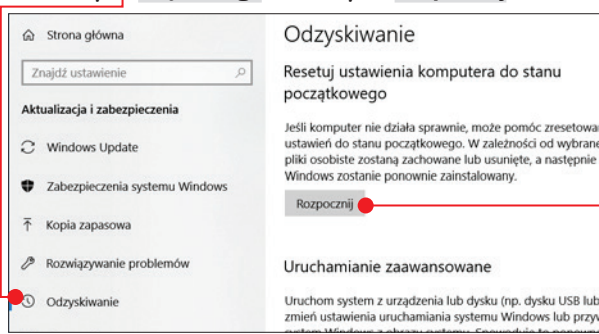 Strona główna
Znajdź ustawienie
Aktualizacja i zabezpieczenia
Windows Update
Zabezpieczenia systemu Windows
Kopia zapasowa
Rozwiązywanie problemów
Odzyskiwanie
Odzyskiwanie
Resetuj ustawienia komputera do stanu
początkowego
Jeśli komputer nie działa sprawnie, może pomóc zresetowa
ustawień do stanu początkowego. W zależności od wybrane
pliki osobiste zostaną zachowane lub usunięte, a następnie
Windows zostanie ponownie zainstalowany.
Rozpocznij
Uruchamianie zaawansowane
Uruchom system z urządzenia lub dysku (np. dysku USB lub
zmień ustawienia uruchamiania systemu Windows lub przyw